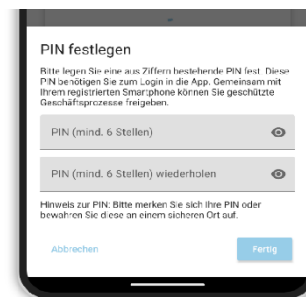 PIN festlegen
Bitte legen Sie eine aus Ziffern bestehende PIN fest. Diese
PIN benötigen Sie zum Login in die App. Gemeinsam mit
Ihrem registrierten Smartphone können Sie geschützte
Geschäftsprozesse freigeben.
PIN (mind. 6 Stellen)
PIN (mind. 6 Stellen) wiederholen
Hinweis zur PIN: Bitte merken Sie sich Ihre PIN oder
bewahren Sie diese an einem sicheren Ort auf.
Abbrechen
Fertig